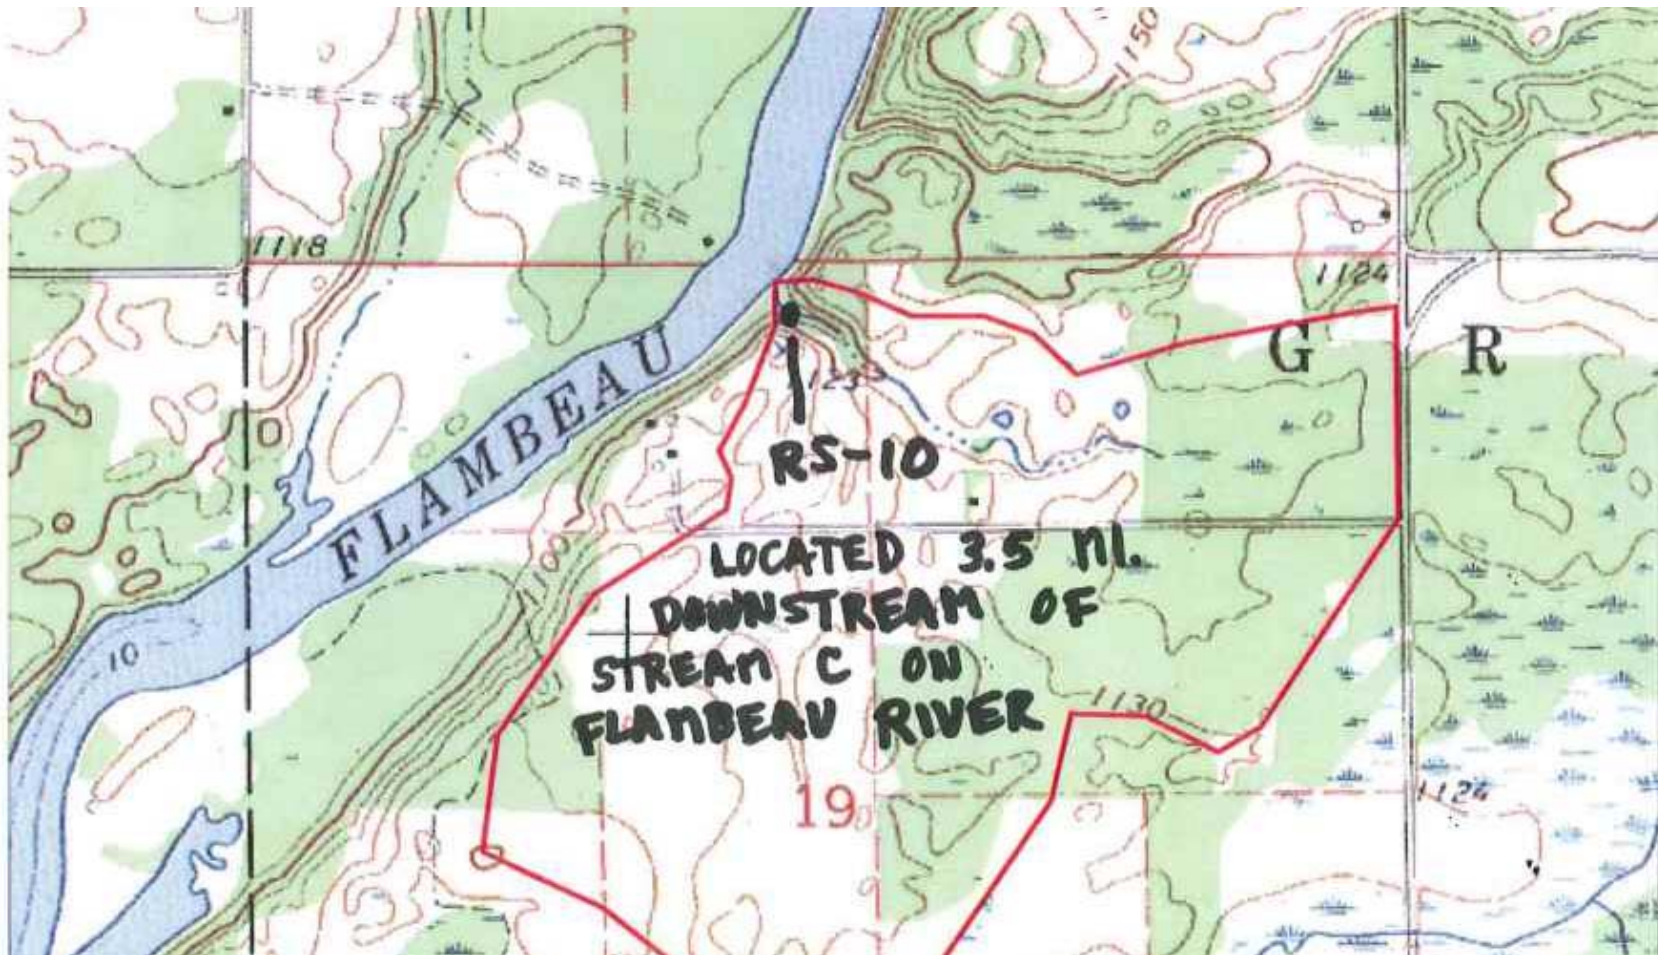 1150
1118
1124
FLAMBEAU
G R
RS-10
LOCATED 3.5 MI.
DOWNSTREAM OF
STREAM C ON
FLAMBEAU RIVER
1100
10
1130
19
1124